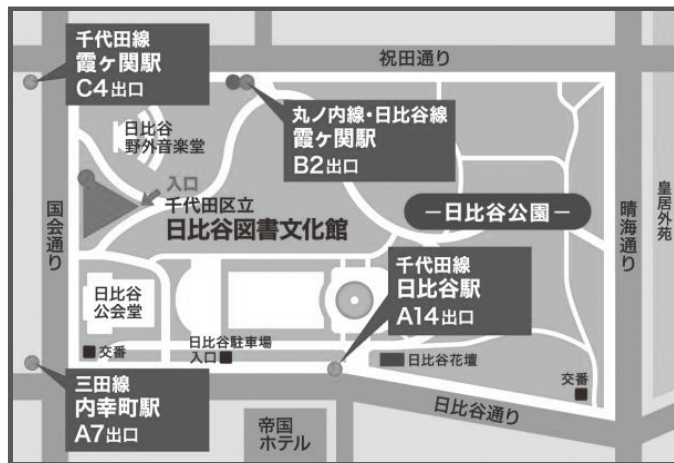 千代田線
霞ヶ関駅
C4出口
祝田通り
丸ノ内線・日比谷線
霞ヶ関駅
B2出口
日比谷
野外音楽堂
入口
千代田区立
日比谷図書文化館
－日比谷公園－
国会通り
晴海通り
皇居外苑
千代田線
日比谷駅
A14出口
日比谷
公会堂
日比谷駐車場
入口
交番
日比谷花壇
交番
三田線
内幸町駅
A7出口
日比谷通り
帝国
ホテル